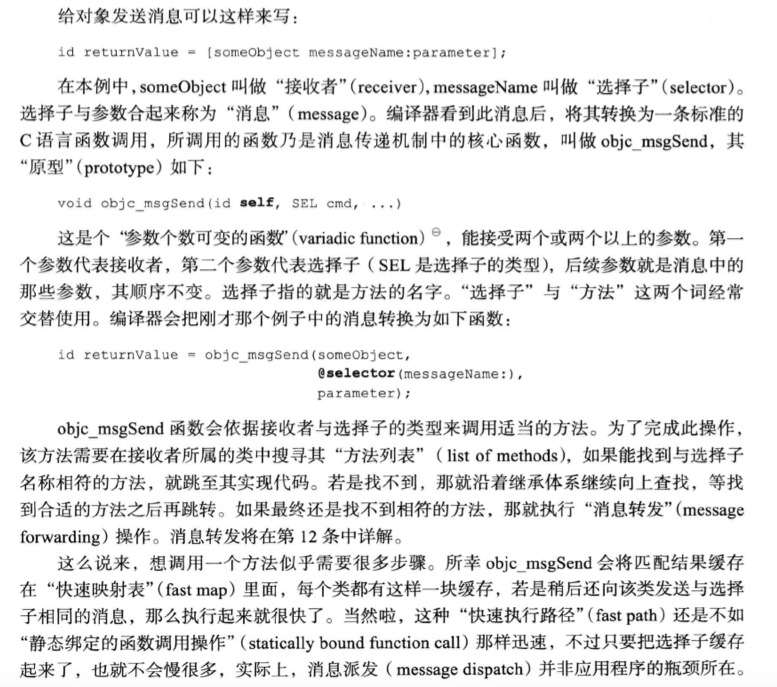 给对象发送消息可以这样来写：
id returnValue = [someObject messageName:parameter];
在本例中，someObject 叫做“接收者”(receiver)，messageName 叫做“选择子”(selector)。
选择子与参数合起来称为“消息”(message)。编译器看到此消息后，将其转换为一条标准的
C 语言函数调用，所调用的函数乃是消息传递机制中的核心函数，叫做 objc_msgSend，其
“原型”(prototype) 如下：
void objc_msgSend(id self, SEL cmd, ...)
这是个“参数个数可变的函数”(variadic function)⊖，能接受两个或两个以上的参数。第一
个参数代表接收者，第二个参数代表选择子（SEL 是选择子的类型），后续参数就是消息中的
那些参数，其顺序不变。选择子指的就是方法的名字。“选择子”与“方法”这两个词经常
交替使用。编译器会把刚才那个例子中的消息转换为如下函数：
id returnValue = objc_msgSend(someObject,
@selector(messageName:),
parameter);
objc_msgSend 函数会依据接收者与选择子的类型来调用适当的方法。为了完成此操作，
该方法需要在接收者所属的类中搜寻其“方法列表”（list of methods），如果能找到与选择子
名称相符的方法，就跳至其实现代码。若是找不到，那就沿着继承体系继续向上查找，等找
到合适的方法之后再跳转。如果最终还是找不到相符的方法，那就执行“消息转发”(message
forwarding) 操作。消息转发将在第 12 条中详解。
这么说来，想调用一个方法似乎需要很多步骤。所幸 objc_msgSend 会将匹配结果缓存
在“快速映射表”(fast map) 里面，每个类都有这样一块缓存，若是稍后还向该类发送与选择
子相同的消息，那么执行起来就很快了。当然啦，这种“快速执行路径”(fast path) 还是不如
“静态绑定的函数调用操作”(statically bound function call) 那样迅速，不过只要把选择子缓存
起来了，也就不会慢很多，实际上，消息派发（message dispatch）并非应用程序的瓶颈所在。